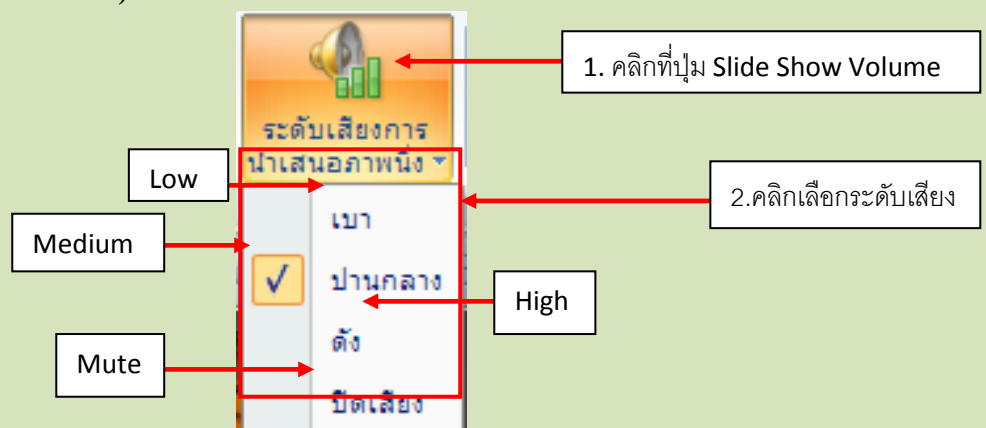 1. คลิกที่ปุ่ม Slide Show Volume
ระดับเสียงการ
นำเสนอภาพนิ่ง
Low
2.คลิกเลือกระดับเสียง
เบา
Medium
ปานกลาง
High
ดัง
Mute
ปิดเสียง